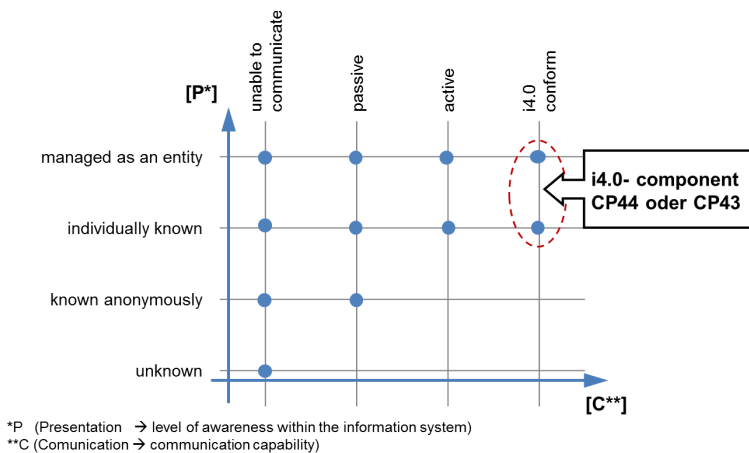 unable to
communicate
passive
active
i4.0
conform
[P*]
managed as an entity
i4.0- component
CP44 oder CP43
individually known
known anonymously
unknown
[C**]
*P (Presentation → level of awareness within the information system)
**C (Comunication → communication capability)